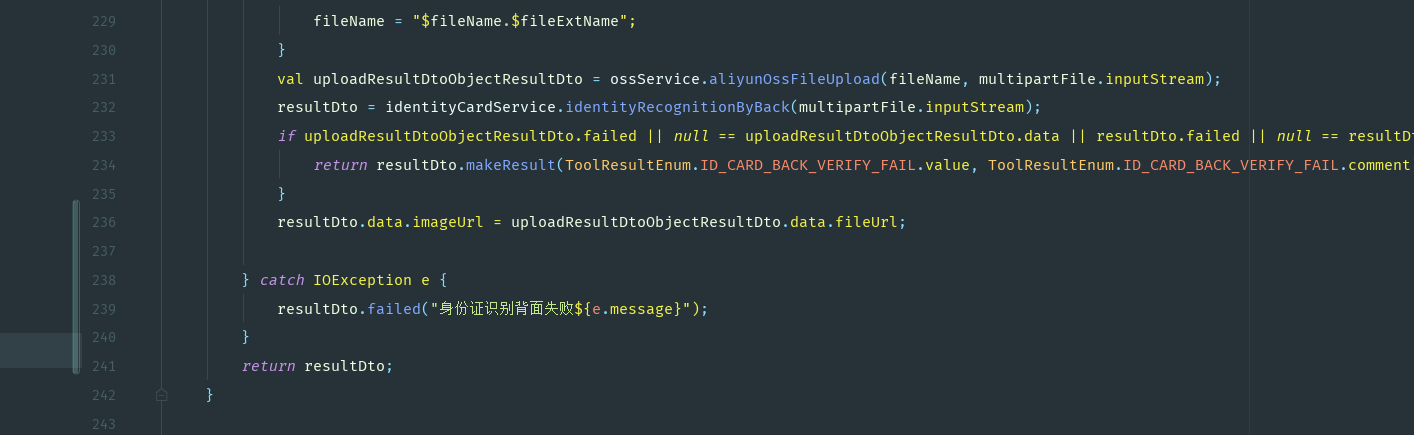 229 fileName = "$fileName.$fileExtName";
230 }
231 val uploadResultDtoObjectResultDto = ossService.aliyunOssFileUpload(fileName, multipartFile.inputStream);
232 resultDto = identityCardService.identityRecognitionByBack(multipartFile.inputStream);
233 if uploadResultDtoObjectResultDto.failed || null == uploadResultDtoObjectResultDto.data || resultDto.failed || null == resultDt
234 return resultDto.makeResult(ToolResultEnum.ID_CARD_BACK_VERIFY_FAIL.value, ToolResultEnum.ID_CARD_BACK_VERIFY_FAIL.comment
235 }
236 resultDto.data.imageUrl = uploadResultDtoObjectResultDto.data.fileUrl;
237
238 } catch IOException e {
239 resultDto.failed("身份证识别背面失败${e.message}");
240 }
241 return resultDto;
242 }
243